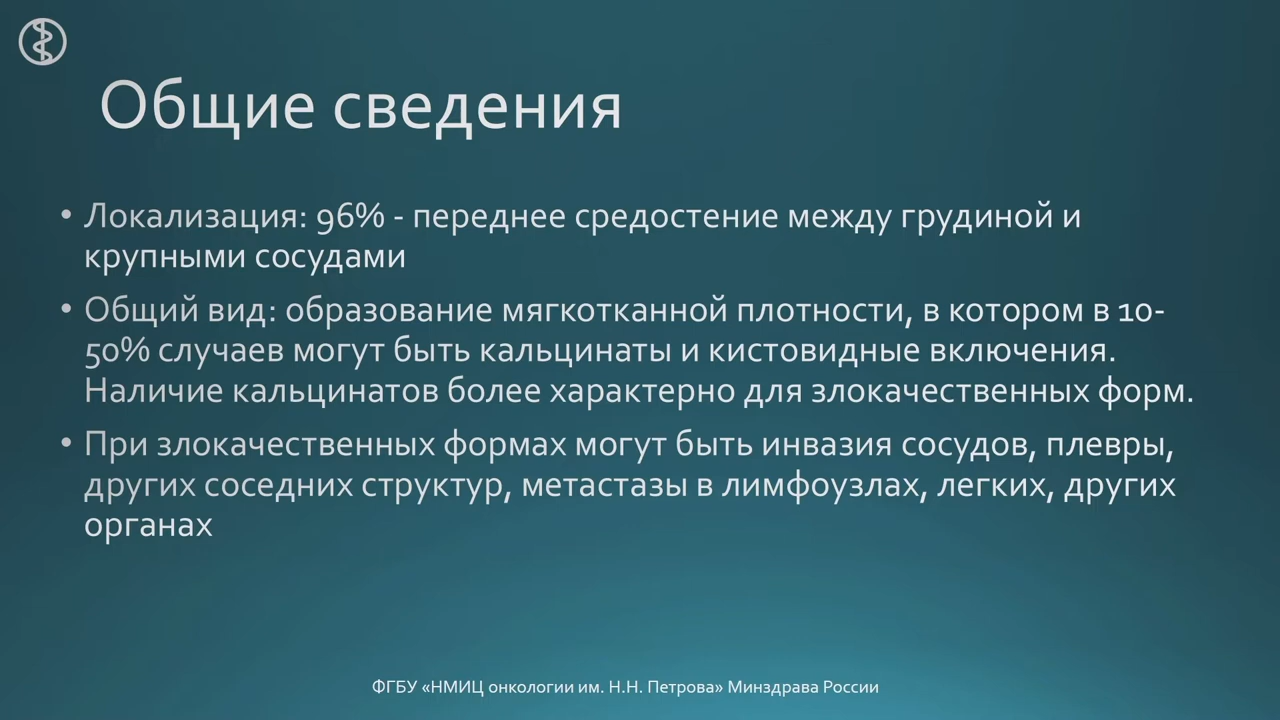 Общие сведения
• Локализация: 96% - переднее средостение между грудиной и
крупными сосудами
• Общий вид: образование мягкотканной плотности, в котором в 10-
50% случаев могут быть кальцинаты и кистовидные включения.
Наличие кальцинатов более характерно для злокачественных форм.
• При злокачественных формах могут быть инвазия сосудов, плевры,
других соседних структур, метастазы в лимфоузлах, легких, других
органах
ФГБУ «НМИЦ онкологии им. Н.Н. Петрова» Минздрава России